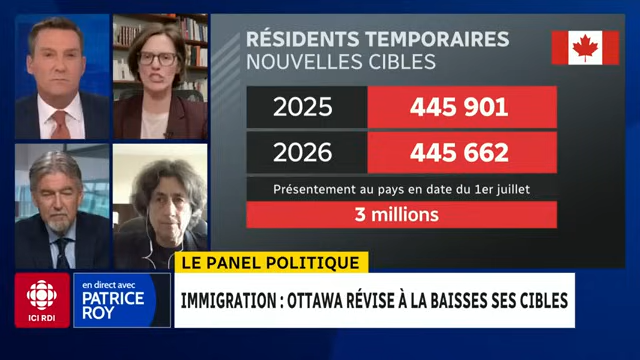 RÉSIDENTS TEMPORAIRES
NOUVELLES CIBLES
2025 445 901
2026 445 662
Présentement au pays en date du 1er juillet
3 millions
LE PANEL POLITIQUE
ICI RDI
en direct avec
PATRICE
ROY
IMMIGRATION : OTTAWA RÉVISE À LA BAISSES SES CIBLES